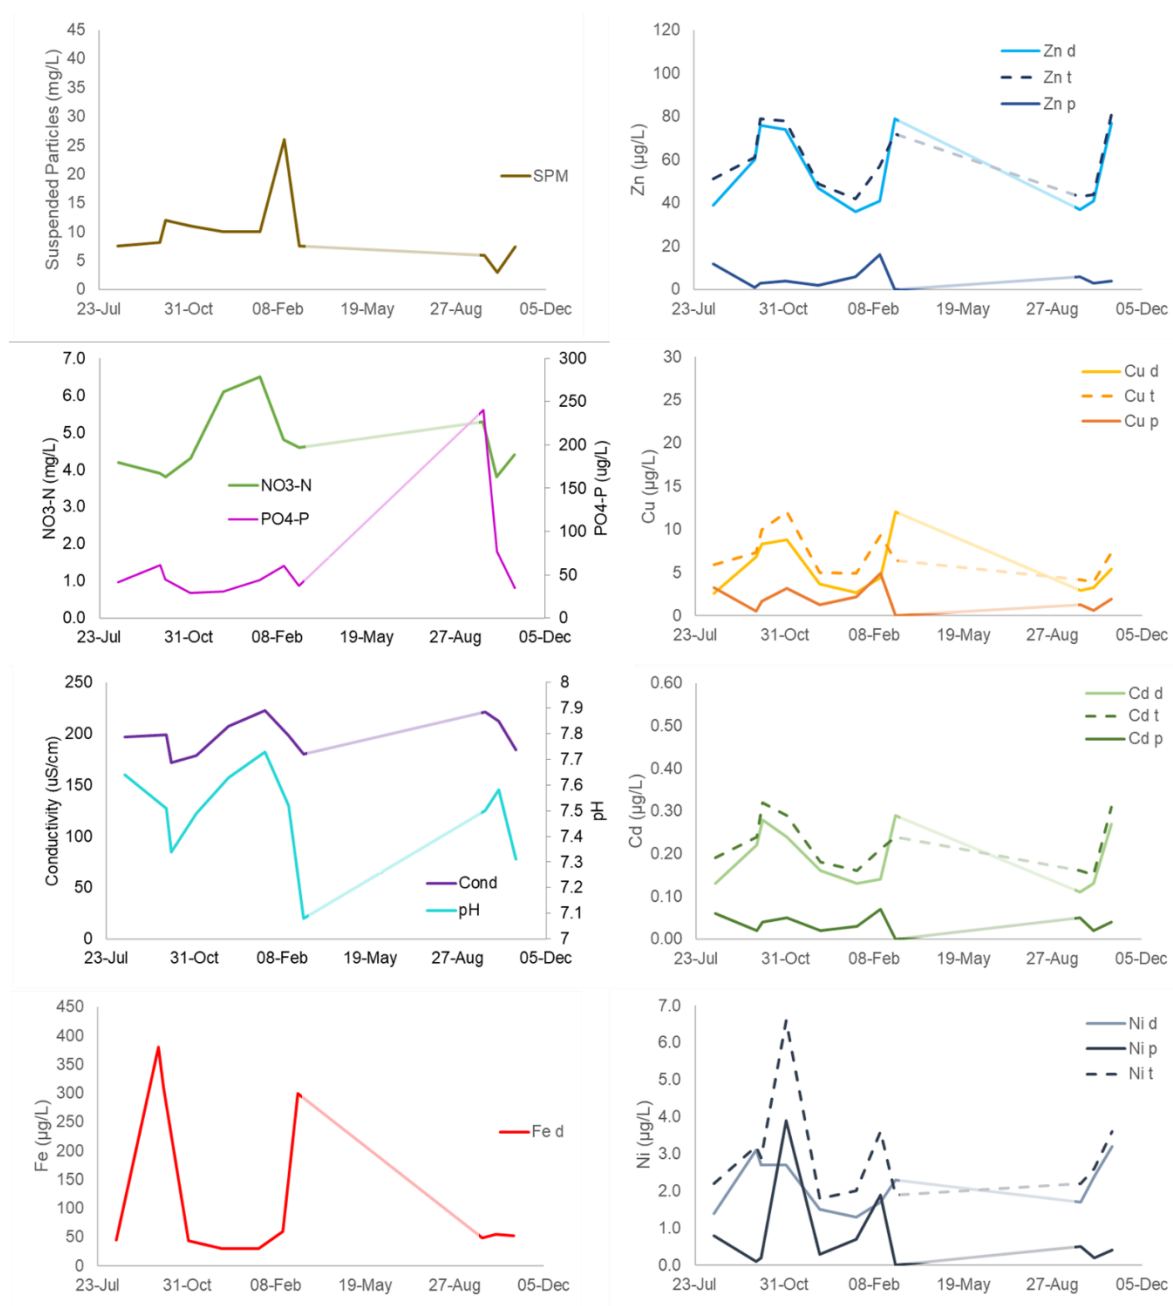 45
40
35
30
25
20
15
10
5
0
Suspended Particles (mg/L)
SPM
23-Jul 31-Oct 08-Feb 19-May 27-Aug 05-Dec
120
100
80
60
40
20
0
Zn (µg/L)
Zn d
Zn t
Zn p
23-Jul 31-Oct 08-Feb 19-May 27-Aug 05-Dec
7.0
6.0
5.0
4.0
3.0
2.0
1.0
0.0
NO3-N (mg/L)
NO3-N
PO4-P
300
250
200
150
100
50
0
PO4-P (ug/L)
23-Jul 31-Oct 08-Feb 19-May 27-Aug 05-Dec
30
25
20
15
10
5
0
Cu (µg/L)
Cu d
Cu t
Cu p
23-Jul 31-Oct 08-Feb 19-May 27-Aug 05-Dec
250
200
150
100
50
0
Conductivity (uS/cm)
Cond
pH
8
7.9
7.8
7.7
7.6
7.5
7.4
7.3
7.2
7.1
7
pH
23-Jul 31-Oct 08-Feb 19-May 27-Aug 05-Dec
0.60
0.50
0.40
0.30
0.20
0.10
0.00
Cd (µg/L)
Cd d
Cd t
Cd p
23-Jul 31-Oct 08-Feb 19-May 27-Aug 05-Dec
450
400
350
300
250
200
150
100
50
0
Fe (µg/L)
Fe d
23-Jul 31-Oct 08-Feb 19-May 27-Aug 05-Dec
7.0
6.0
5.0
4.0
3.0
2.0
1.0
0.0
Ni (µg/L)
Ni d
Ni p
Ni t
23-Jul 31-Oct 08-Feb 19-May 27-Aug 05-Dec